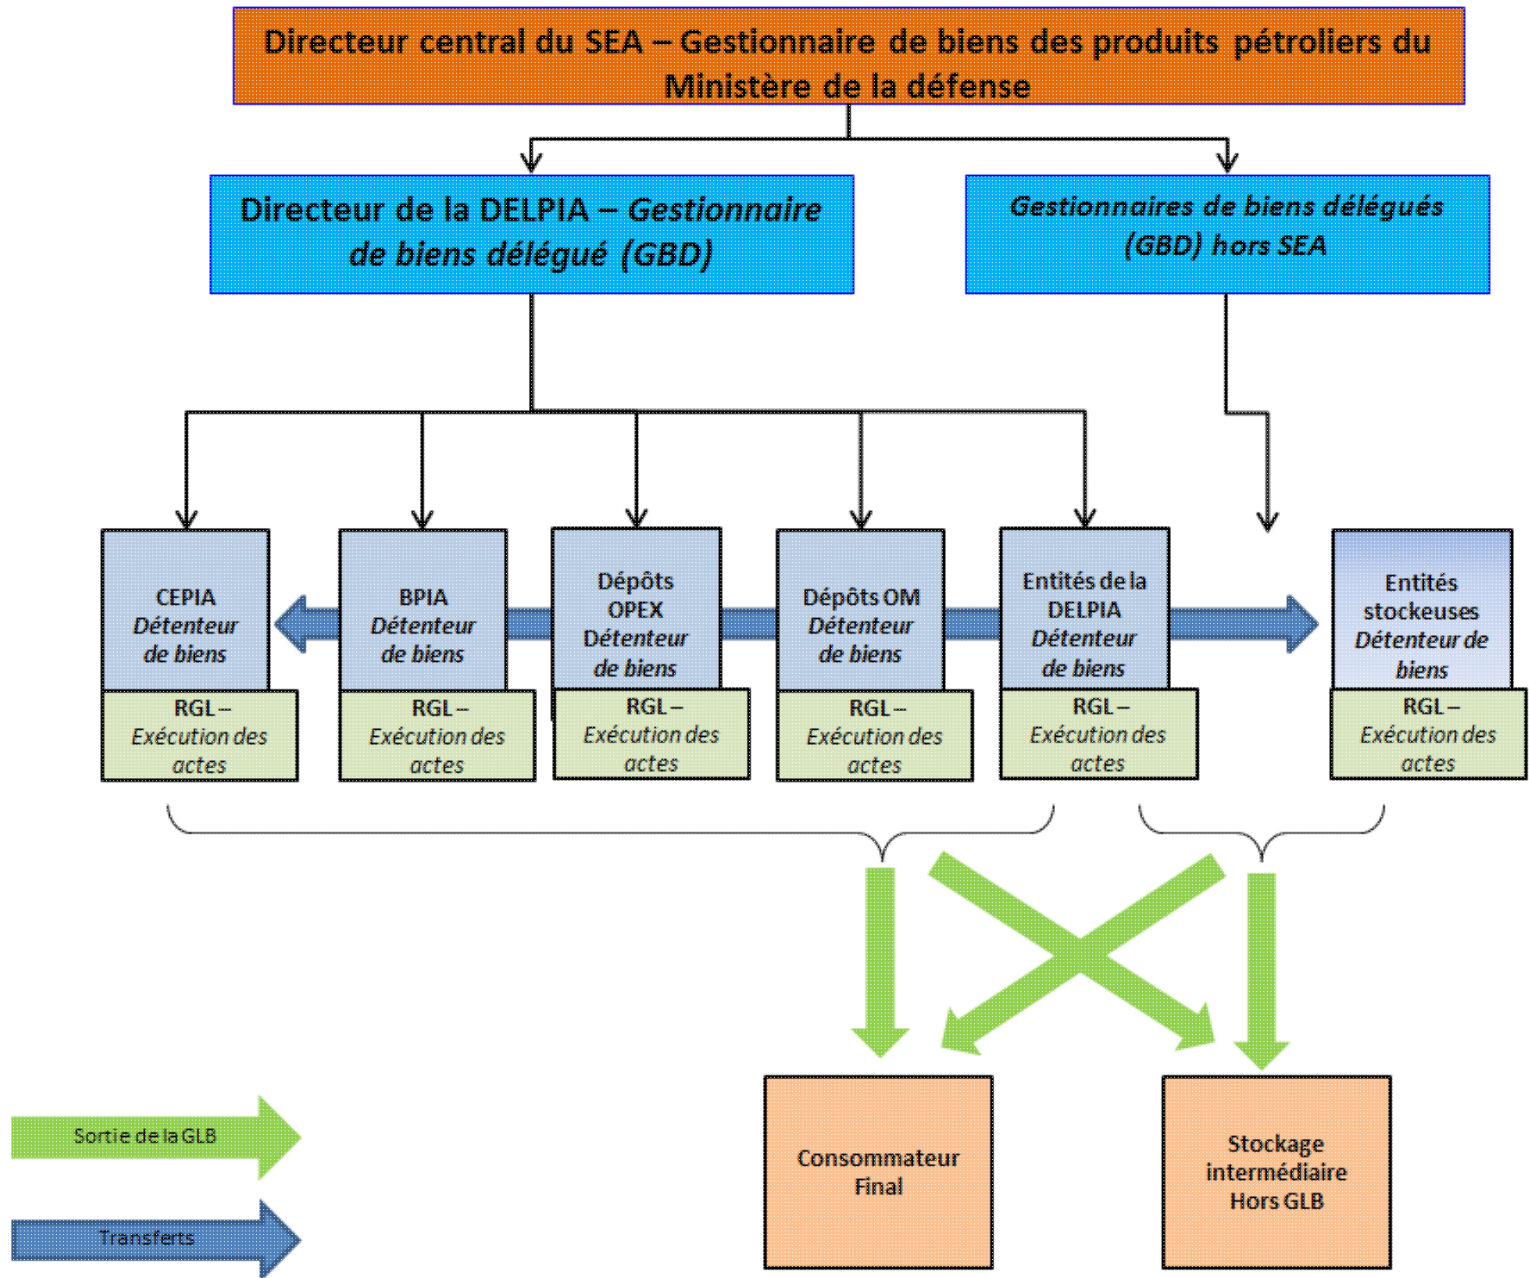 Directeur central du SEA – Gestionnaire de biens des produits pétroliers du
Ministère de la défense
Directeur de la DELPIA – Gestionnaire
de biens délégué (GBD)
Gestionnaires de biens délégués
(GBD) hors SEA
CEPIA
Détenteur
de biens
RGL –
Exécution des
actes
BPIA
Détenteur
de biens
RGL –
Exécution des
actes
Dépôts
OPEX
Détenteur
de biens
RGL –
Exécution des
actes
Dépôts OM
Détenteur
de biens
RGL –
Exécution des
actes
Entités de la
DELPIA
Détenteur
de biens
RGL –
Exécution des
actes
Entités
stockeuses
Détenteur de
biens
RGL –
Exécution des
actes
Sortie de la GLB
Transferts
Consommateur
Final
Stockage
intermédiaire
Hors GLB